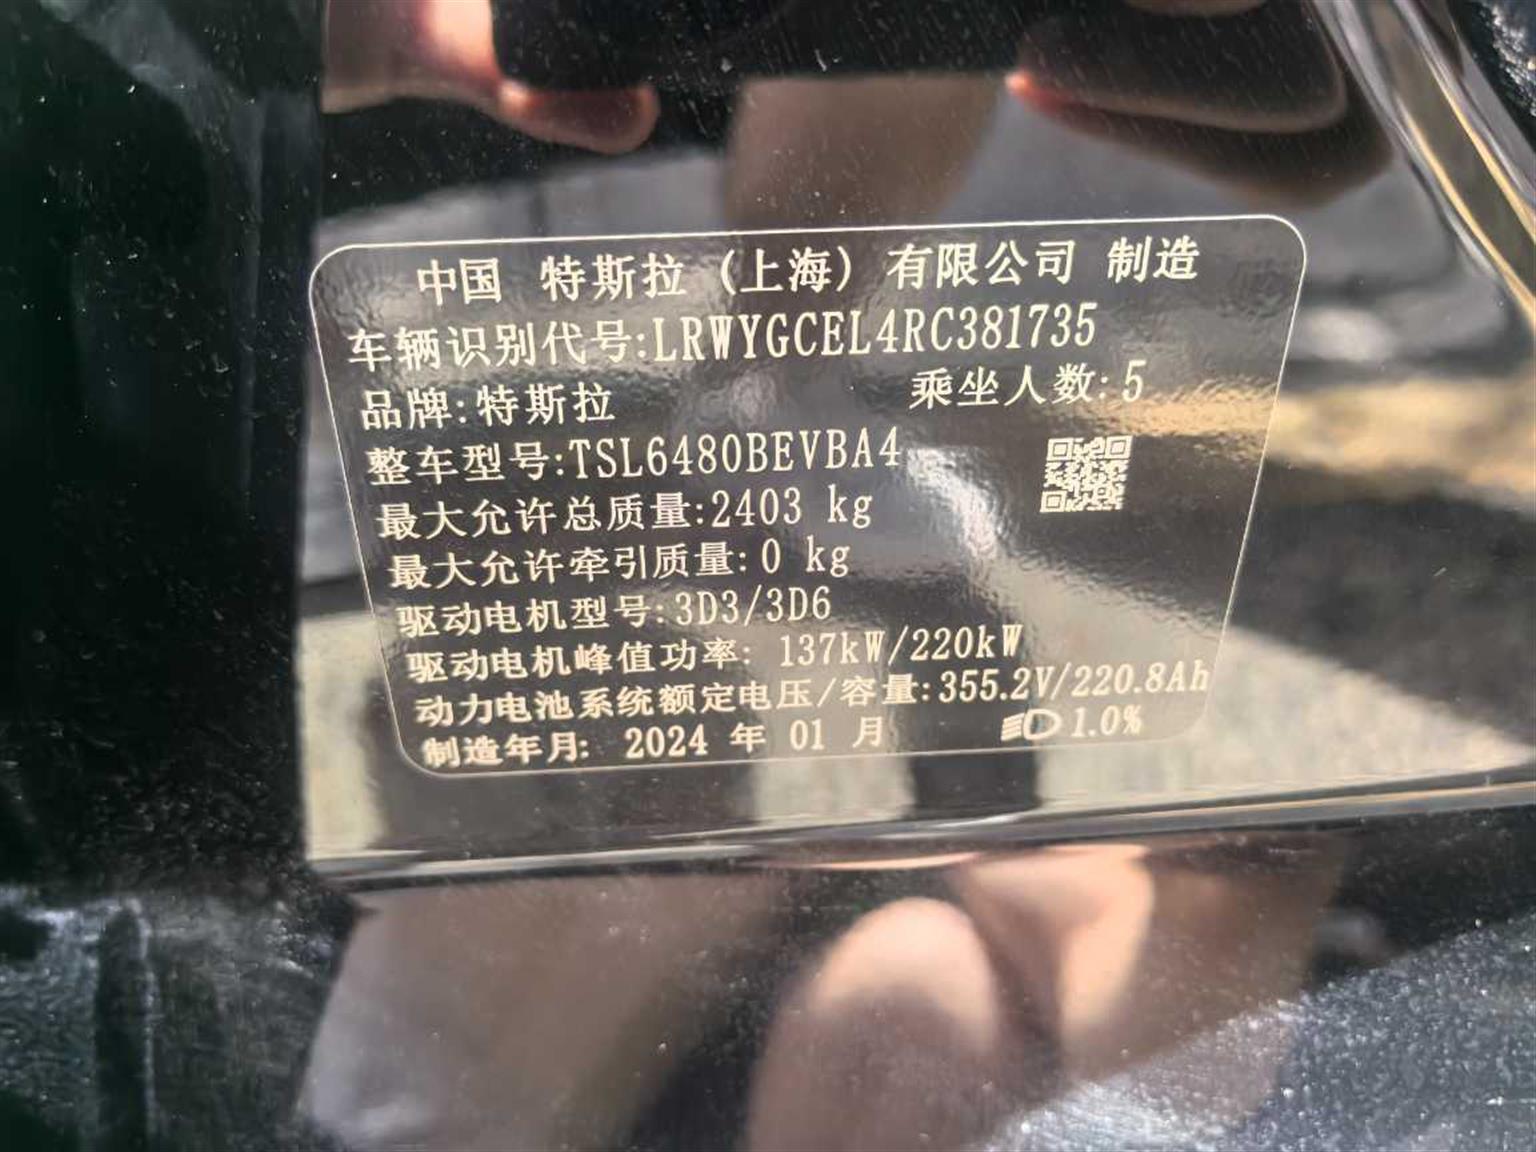 中国 特斯拉（上海）有限公司 制造
车辆识别代号:LRWYGCEL4RC381735
品牌:特斯拉 乘坐人数:5
整车型号:TSL6480BEVBA4
最大允许总质量:2403 kg
最大允许牵引质量:0 kg
驱动电机型号:3D3/3D6
驱动电机峰值功率: 137kW/220kW
动力电池系统额定电压/容量:355.2V/220.8Ah
制造年月: 2024 年 01 月 1.0%